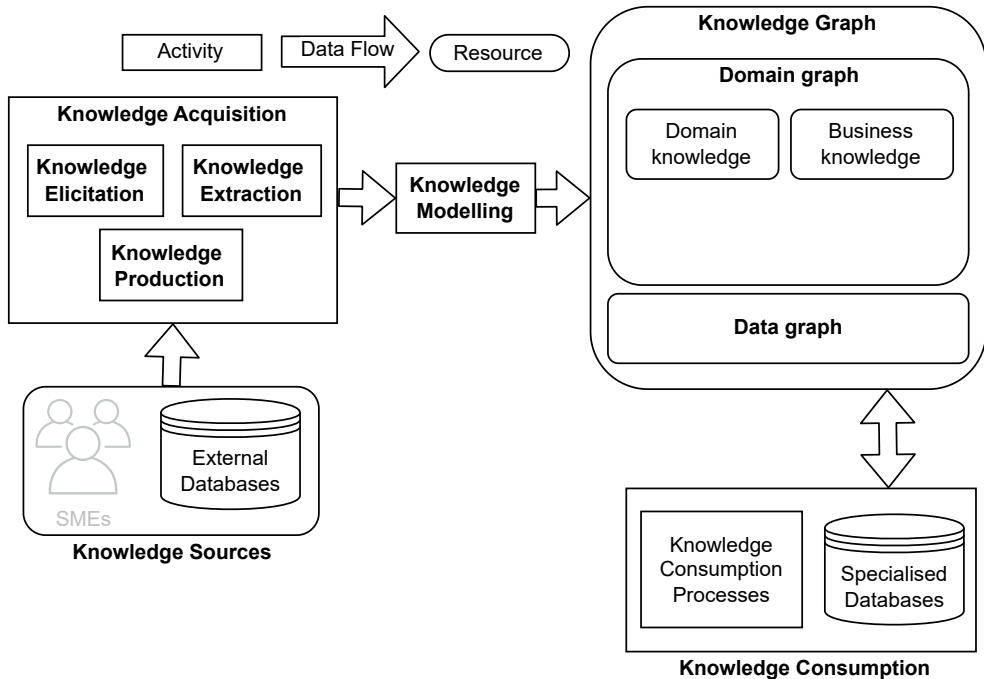 Activity
Data Flow
Resource
Knowledge Acquisition
Knowledge
Elicitation
Knowledge
Extraction
Knowledge
Production
Knowledge
Modelling
Knowledge Graph
Domain graph
Domain
knowledge
Business
knowledge
Data graph
SMEs
External
Databases
Knowledge Sources
Knowledge
Consumption
Processes
Specialised
Databases
Knowledge Consumption